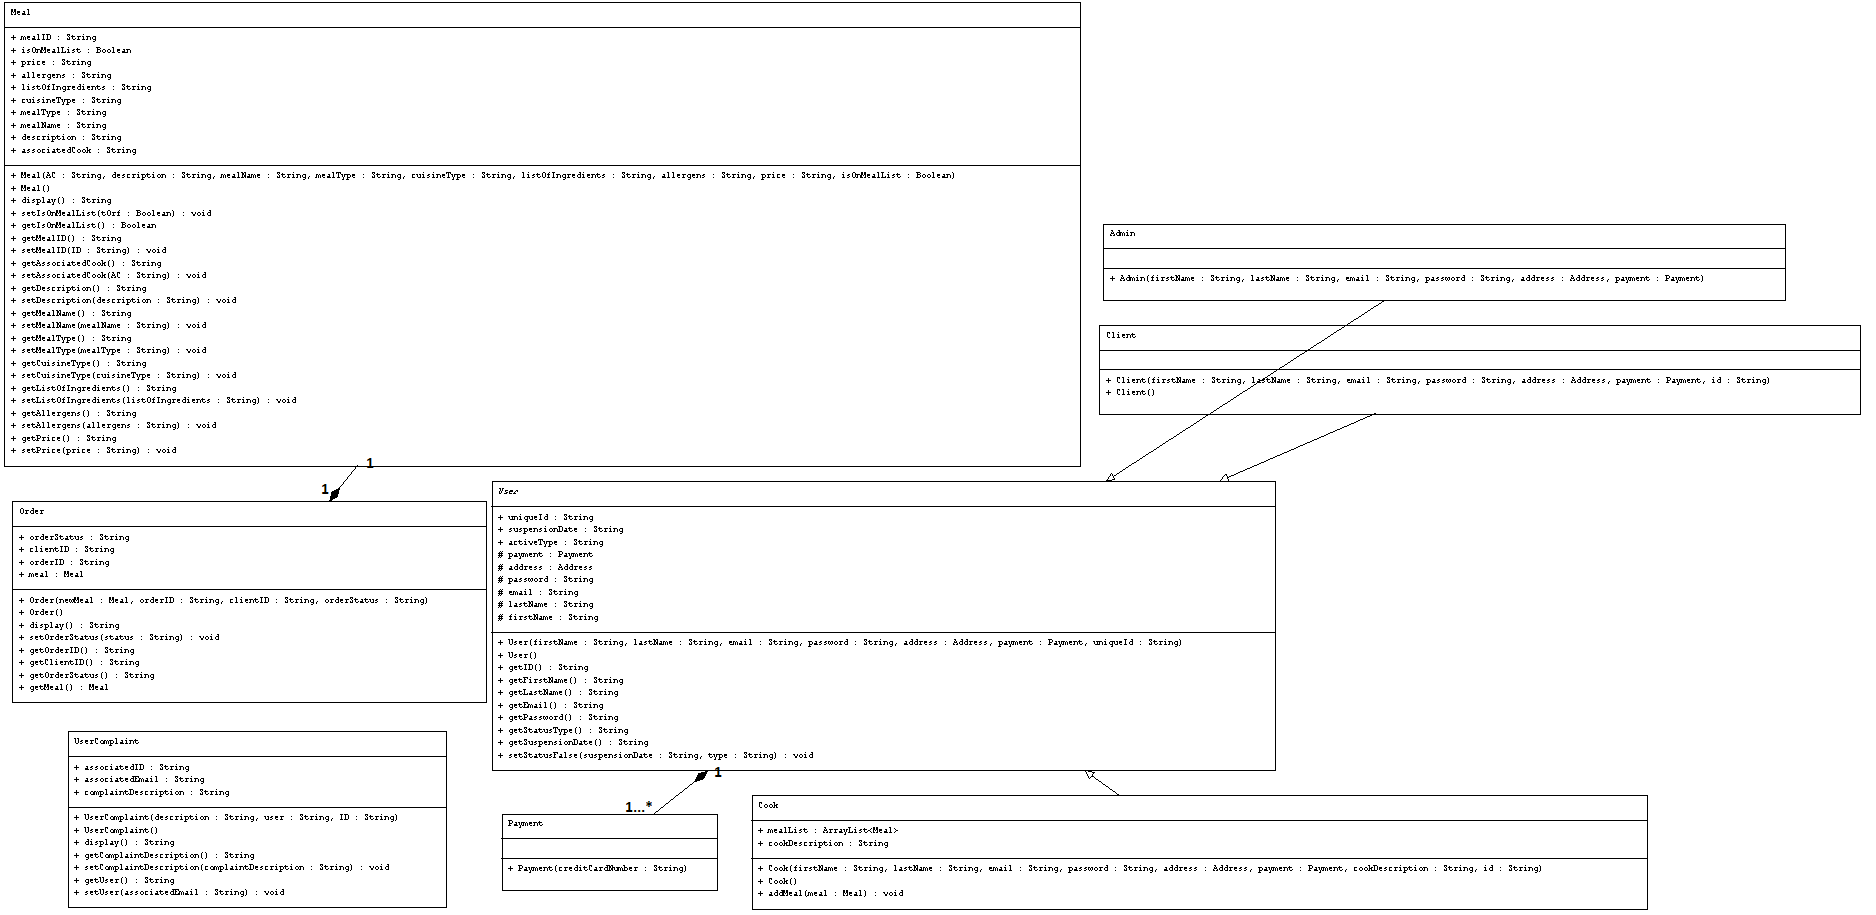 Meal
+ mealID : String
+ isOnMealList : Boolean
+ price : String
+ allergens : String
+ listOfIngredients : String
+ cuisineType : String
+ mealType : String
+ mealName : String
+ description : String
+ associatedCook : String
+ Meal(AC : String, description : String, mealName : String, mealType : String, cuisineType : String, listOfIngredients : String, allergens : String, price : String, isOnMealList : Boolean)
+ Meal()
+ display() : String
+ setIsOnMealList(tOrf : Boolean) : void
+ getIsOnMealList() : Boolean
+ getMealID() : String
+ setMealID(ID : String) : void
+ getAssociatedCook() : String
+ setAssociatedCook(AC : String) : void
+ getDescription() : String
+ setDescription(description : String) : void
+ getMealName() : String
+ setMealName(mealName : String) : void
+ getMealType() : String
+ setMealType(mealType : String) : void
+ getCuisineType() : String
+ setCuisineType(cuisineType : String) : void
+ getListOfIngredients() : String
+ setListOfIngredients(listOfIngredients : String) : void
+ getAllergens() : String
+ setAllergens(allergens : String) : void
+ getPrice() : String
+ setPrice(price : String) : void
Admin
+ Admin(firstName : String, lastName : String, email : String, password : String, address : Address, payment : Payment)
Client
+ Client(firstName : String, lastName : String, email : String, password : String, address : Address, payment : Payment, id : String)
+ Client()
1
1
Order
+ orderStatus : String
+ clientID : String
+ orderID : String
+ meal : Meal
+ Order(newMeal : Meal, orderID : String, clientID : String, orderStatus : String)
+ Order()
+ display() : String
+ setOrderStatus(status : String) : void
+ getOrderID() : String
+ getClientID() : String
+ getOrderStatus() : String
+ getMeal() : Meal
User
+ uniqueId : String
+ suspensionDate : String
+ activeType : String
# payment : Payment
# address : Address
# password : String
# email : String
# lastName : String
# firstName : String
+ User(firstName : String, lastName : String, email : String, password : String, address : Address, payment : Payment, uniqueId : String)
+ User()
+ getID() : String
+ getFirstName() : String
+ getLastName() : String
+ getEmail() : String
+ getPassword() : String
+ getStatusType() : String
+ getSuspensionDate() : String
+ setStatusFalse(suspensionDate : String, type : String) : void
UserComplaint
+ associatedID : String
+ associatedEmail : String
+ complaintDescription : String
+ UserComplaint(description : String, user : String, ID : String)
+ UserComplaint()
+ display() : String
+ getComplaintDescription() : String
+ setComplaintDescription(complaintDescription : String) : void
+ getUser() : String
+ setUser(associatedEmail : String) : void
1
1...*
Payment
+ Payment(creditCardNumber : String)
Cook
+ mealList : ArrayList<Meal>
+ cookDescription : String
+ Cook(firstName : String, lastName : String, email : String, password : String, address : Address, payment : Payment, cookDescription : String, id : String)
+ Cook()
+ addMeal(meal : Meal) : void